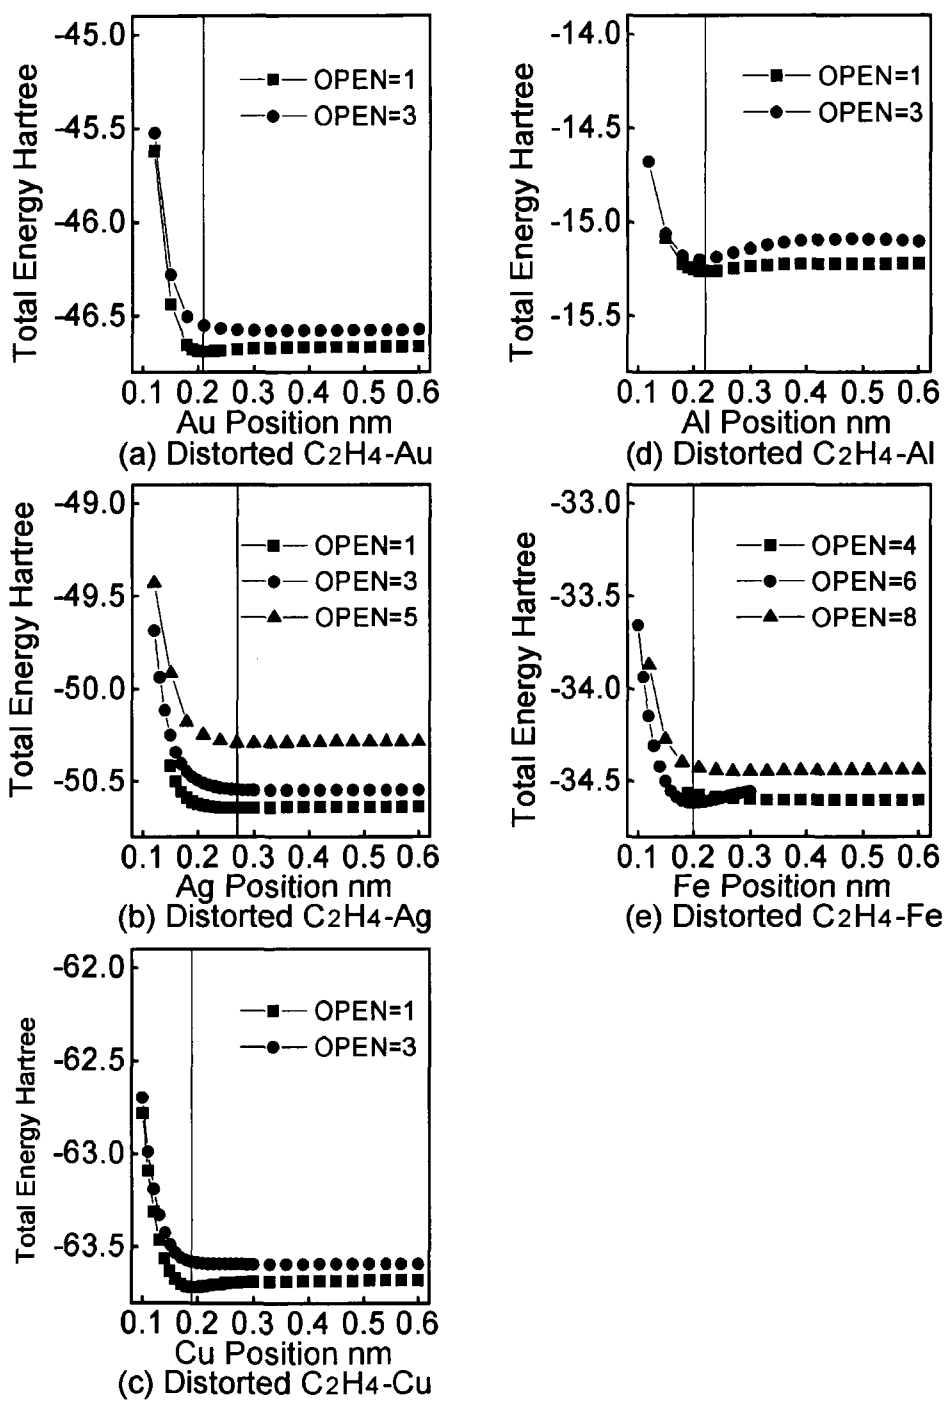 Total Energy Hartree
-45.0
-45.5
-46.0
-46.5
OPEN=1
OPEN=3
0.1 0.2 0.3 0.4 0.5 0.6
Au Position nm
(a) Distorted C2H4-Au
Total Energy Hartree
-14.0
-14.5
-15.0
-15.5
OPEN=1
OPEN=3
0.1 0.2 0.3 0.4 0.5 0.6
Al Position nm
(d) Distorted C2H4-Al
Total Energy Hartree
-49.0
-49.5
-50.0
-50.5
OPEN=1
OPEN=3
OPEN=5
0.1 0.2 0.3 0.4 0.5 0.6
Ag Position nm
(b) Distorted C2H4-Ag
Total Energy Hartree
-33.0
-33.5
-34.0
-34.5
OPEN=4
OPEN=6
OPEN=8
0.1 0.2 0.3 0.4 0.5 0.6
Fe Position nm
(e) Distorted C2H4-Fe
Total Energy Hartree
-62.0
-62.5
-63.0
-63.5
OPEN=1
OPEN=3
0.1 0.2 0.3 0.4 0.5 0.6
Cu Position nm
(c) Distorted C2H4-Cu